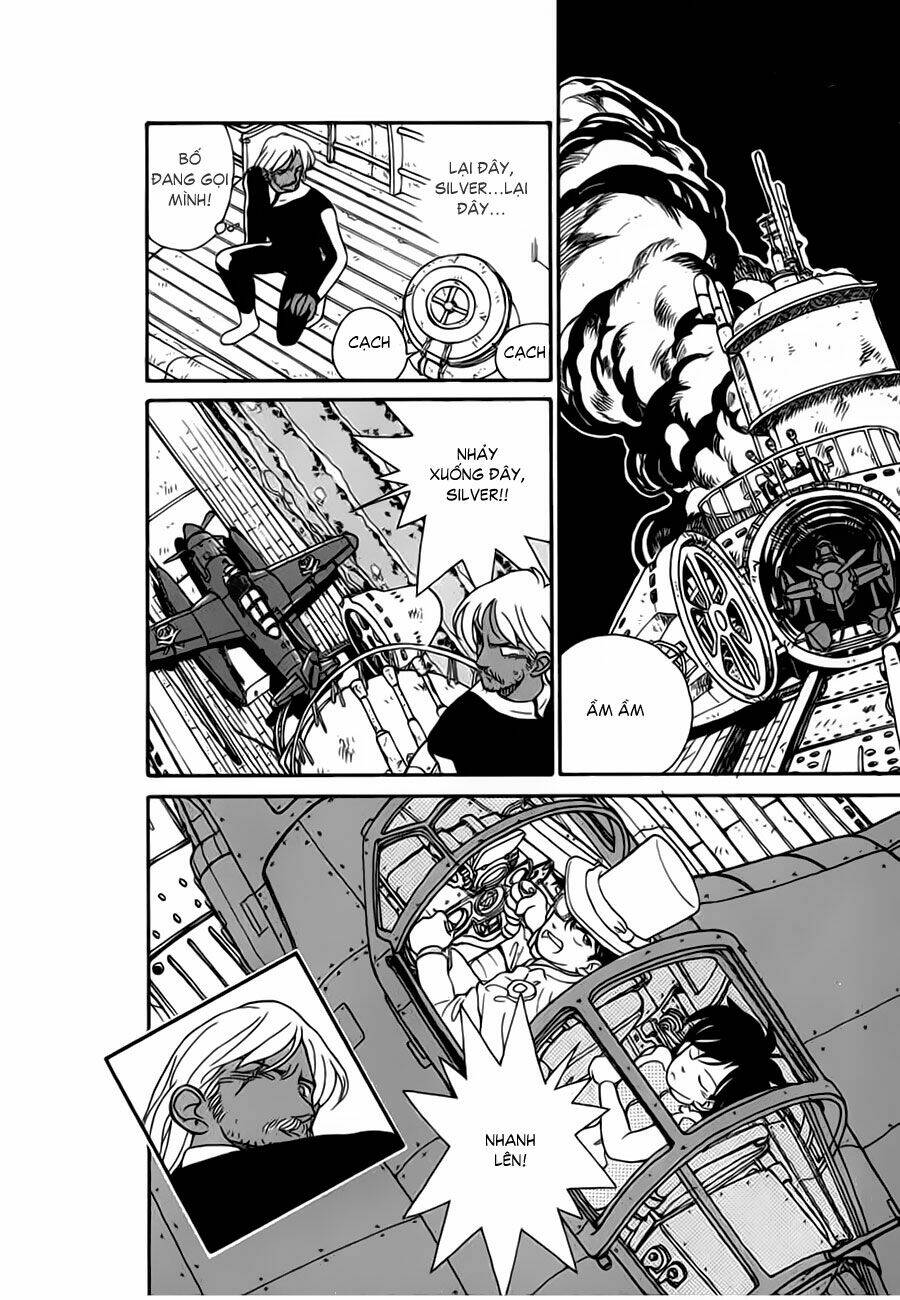 BỐ
ĐANG GỌI
MÌNH!
LẠI ĐÂY,
SILVER...LẠI
ĐÂY...
CẠCH
CẠCH
NHẢY
XUỐNG ĐÂY,
SILVER!!
ẦM ẦM
NHANH
LÊN!